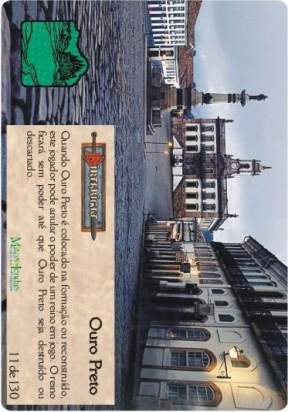 Ouro Preto
Quando Ouro Preto é colocado na formação ou reconstruído,
este jogador pode anular o poder de um reino em jogo. O reino
ficará sem poder até que Ouro Preto seja destruído ou
descartado.
11 de 130